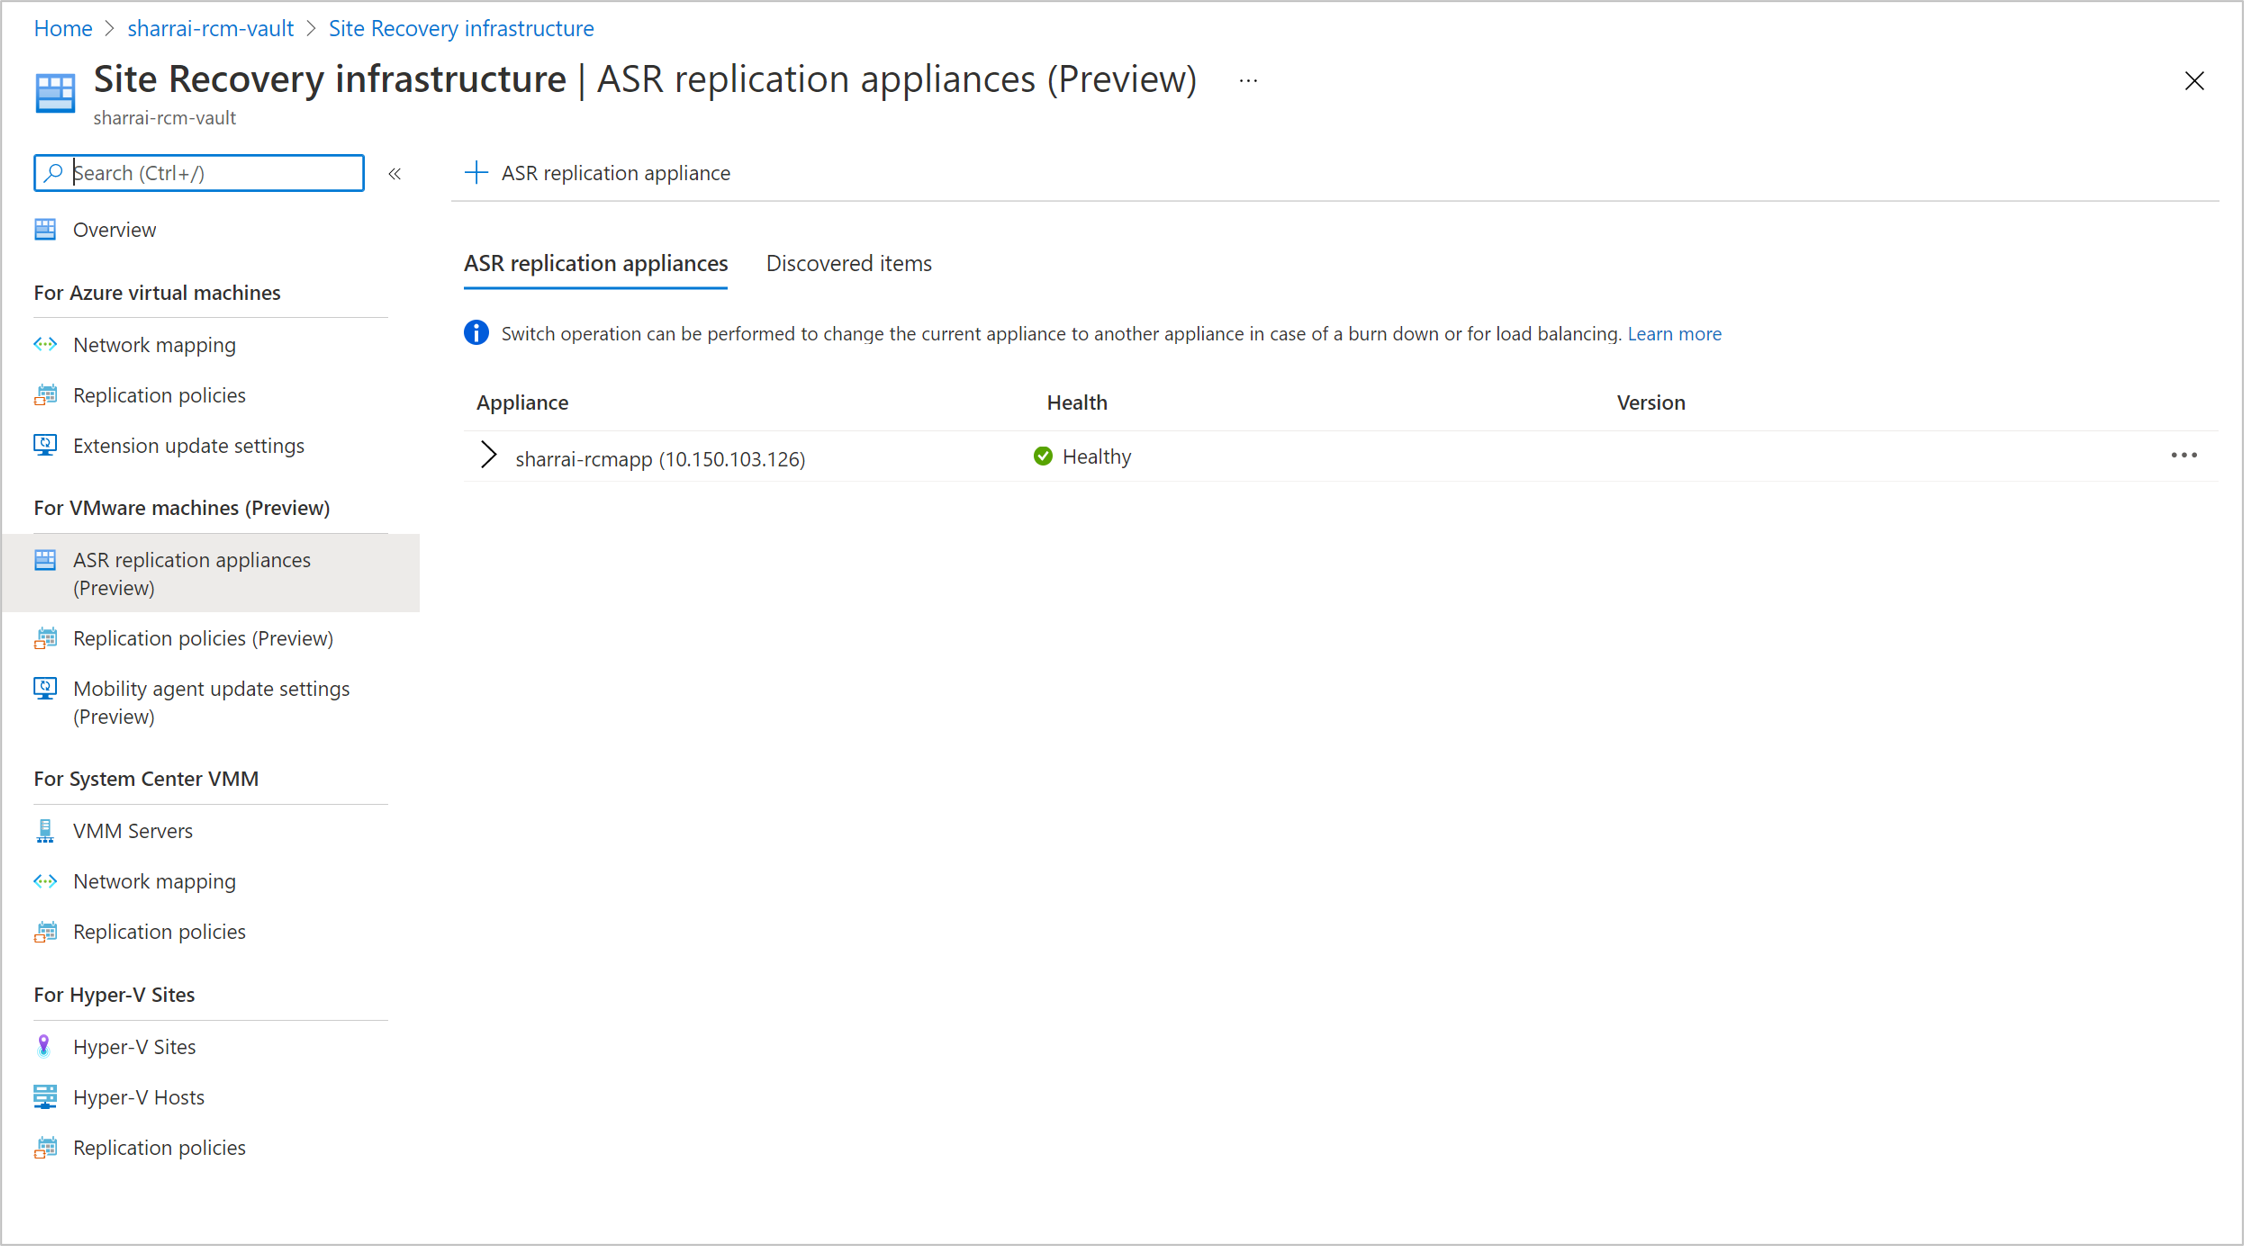 Home > sharrai-rcm-vault > Site Recovery infrastructure
Site Recovery infrastructure | ASR replication appliances (Preview) ...
sharrai-rcm-vault
Search (Ctrl+/) «
Overview
For Azure virtual machines
Network mapping
Replication policies
Extension update settings
For VMware machines (Preview)
ASR replication appliances
(Preview)
Replication policies (Preview)
Mobility agent update settings
(Preview)
For System Center VMM
VMM Servers
Network mapping
Replication policies
For Hyper-V Sites
Hyper-V Sites
Hyper-V Hosts
Replication policies
+ ASR replication appliance
ASR replication appliances Discovered items
Switch operation can be performed to change the current appliance to another appliance in case of a burn down or for load balancing. Learn more
Appliance Health Version
sharrai-rcmapp (10.150.103.126) Healthy ...